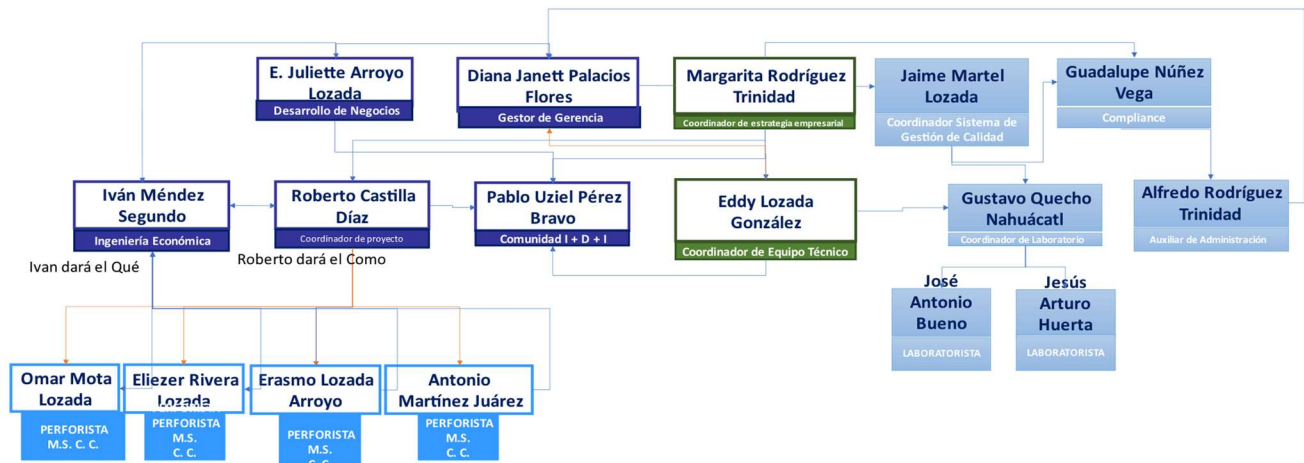 E. Juliette Arroyo
Lozada
Desarrollo de Negocios
Diana Janett Palacios
Flores
Gestor de Gerencia
Margarita Rodríguez
Trinidad
Coordinador de estrategia empresarial
Jaime Martel
Lozada
Coordinador Sistema de
Gestión de Calidad
Guadalupe Núñez
Vega
Compliance
Iván Méndez
Segundo
Ingeniería Económica
Roberto Castilla
Díaz
Coordinador de proyecto
Pablo Uziel Pérez
Bravo
Comunidad I + D + I
Eddy Lozada
González
Coordinador de Equipo Técnico
Gustavo Quecho
Nahuácatl
Coordinador de Laboratorio
Alfredo Rodríguez
Trinidad
Auxiliar de Administración
Ivan dará el Qué
Roberto dará el Como
José
Antonio
Bueno
LABORATORISTA
Jesús
Arturo
Huerta
LABORATORISTA
Omar Mota
Lozada
PERFORISTA
M.S. C. C.
Eliezer Rivera
Lozada
PERFORISTA
M.S.
C. C.
Erasmo Lozada
Arroyo
PERFORISTA
M.S.
C. C.
Antonio
Martínez Juárez
PERFORISTA
M.S.
C. C.